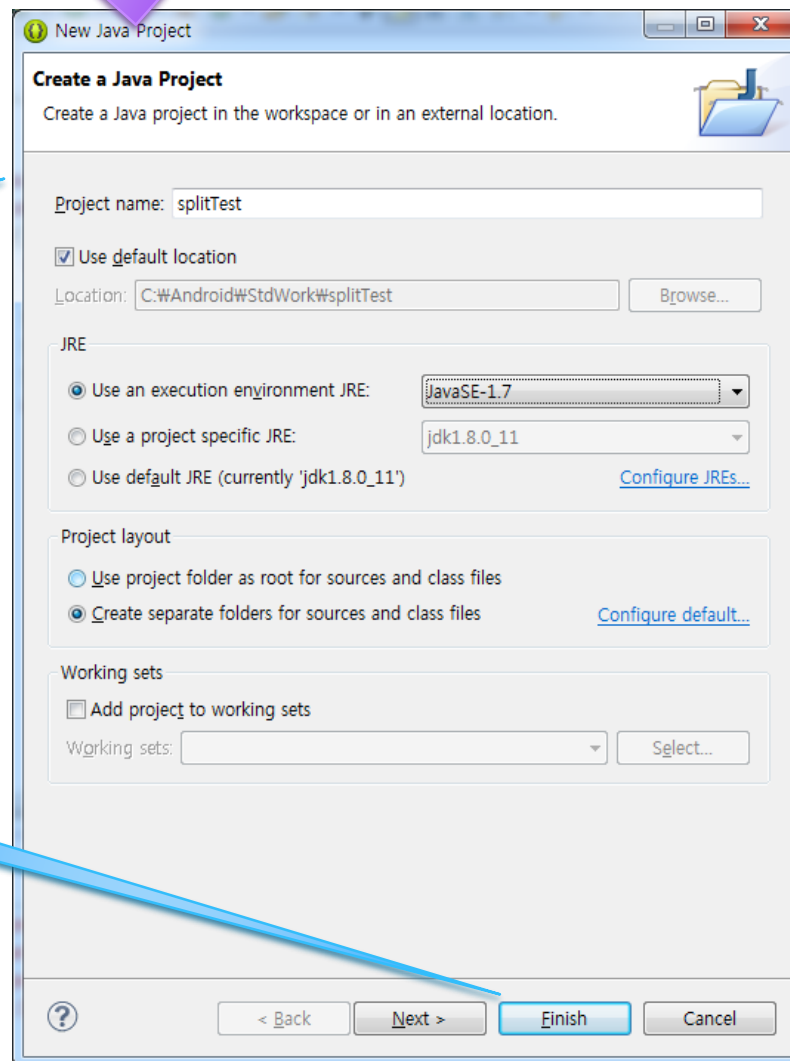 New Java Project
Create a Java Project
Create a Java project in the workspace or in an external location.
Project name: splitTest
Use default location
Location: C:₩Android₩StdWork₩splitTest Browse...
JRE
Use an execution environment JRE: JavaSE-1.7
Use a project specific JRE: jdk1.8.0_11
Use default JRE (currently 'jdk1.8.0_11') Configure JREs...
Project layout
Use project folder as root for sources and class files
Create separate folders for sources and class files Configure default...
Working sets
Add project to working sets
Working sets: Select...
? < Back Next > Finish Cancel